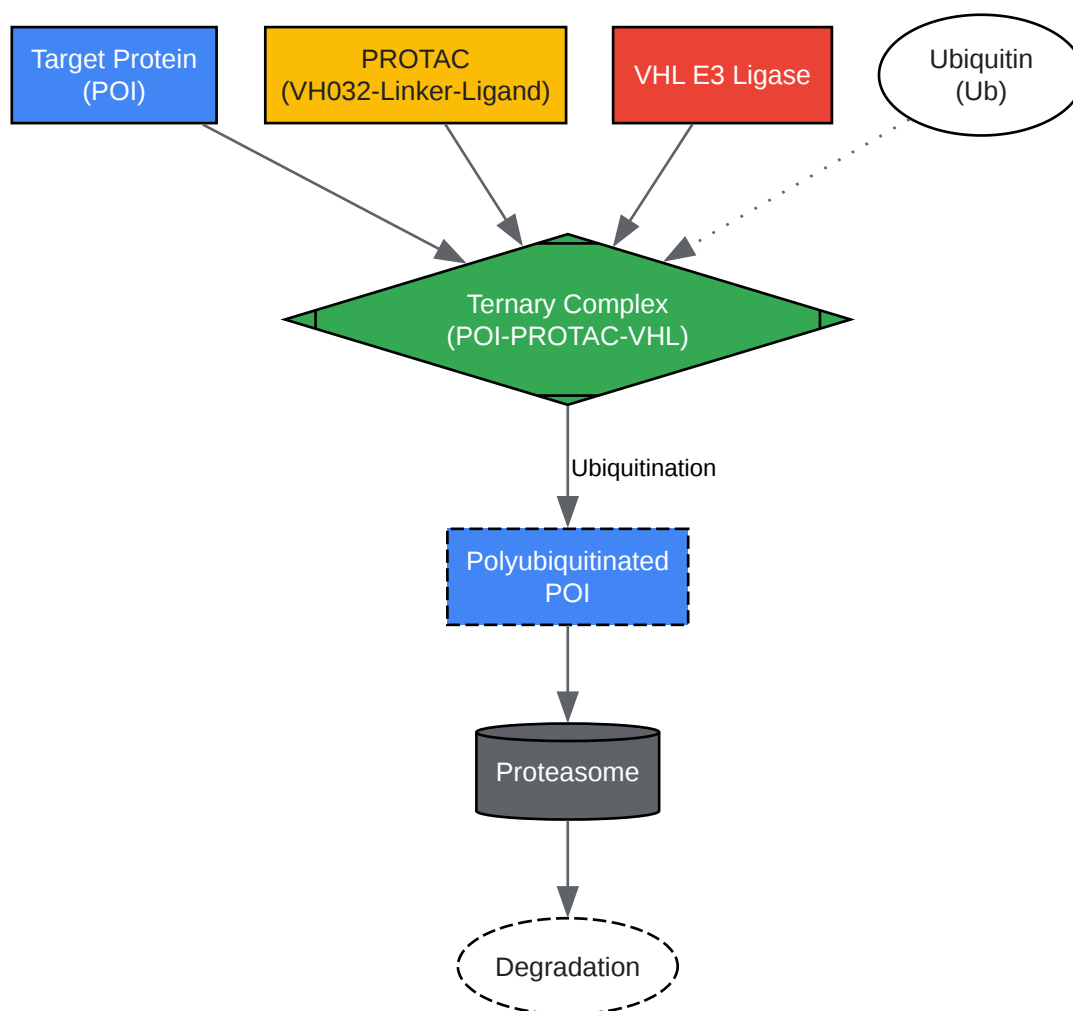 Target Protein
(POI)
PROTAC
(VH032-Linker-Ligand)
VHL E3 Ligase
Ubiquitin
(Ub)
Ternary Complex
(POI-PROTAC-VHL)
Ubiquitination
Polyubiquitinated
POI
Proteasome
Degradation